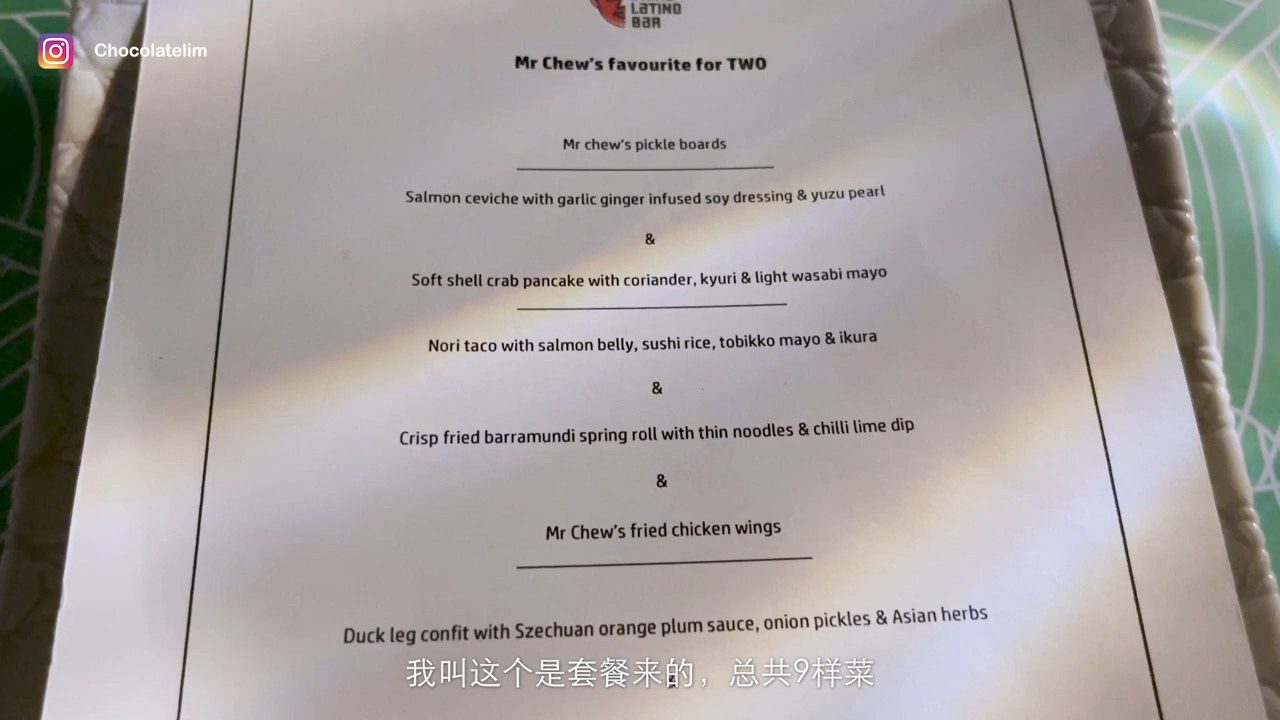 Chocolatelim
LaTINO
BaR
Mr Chew's favourite for TWO
Mr chew's pickle boards
Salmon ceviche with garlic ginger infused soy dressing & yuzu pearl
&
Soft shell crab pancake with coriander, kyuri & light wasabi mayo
Nori taco with salmon belly, sushi rice, tobikko mayo & ikura
&
Crisp fried barramundi spring roll with thin noodles & chilli lime dip
&
Mr Chew's fried chicken wings
Duck leg confit with Szechuan orange plum sauce, onion pickles & Asian herbs
我叫这个是套餐来的，总共9样菜